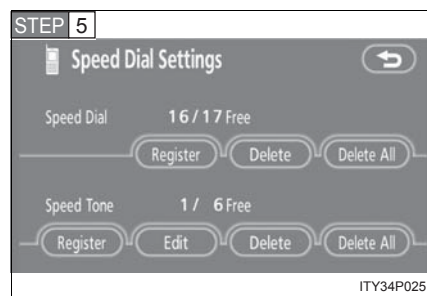 STEP 5
Speed Dial Settings
Speed Dial 16/17 Free
Register Delete Delete All
Speed Tone 1/ 6 Free
Register Edit Delete Delete All
ITY34P025